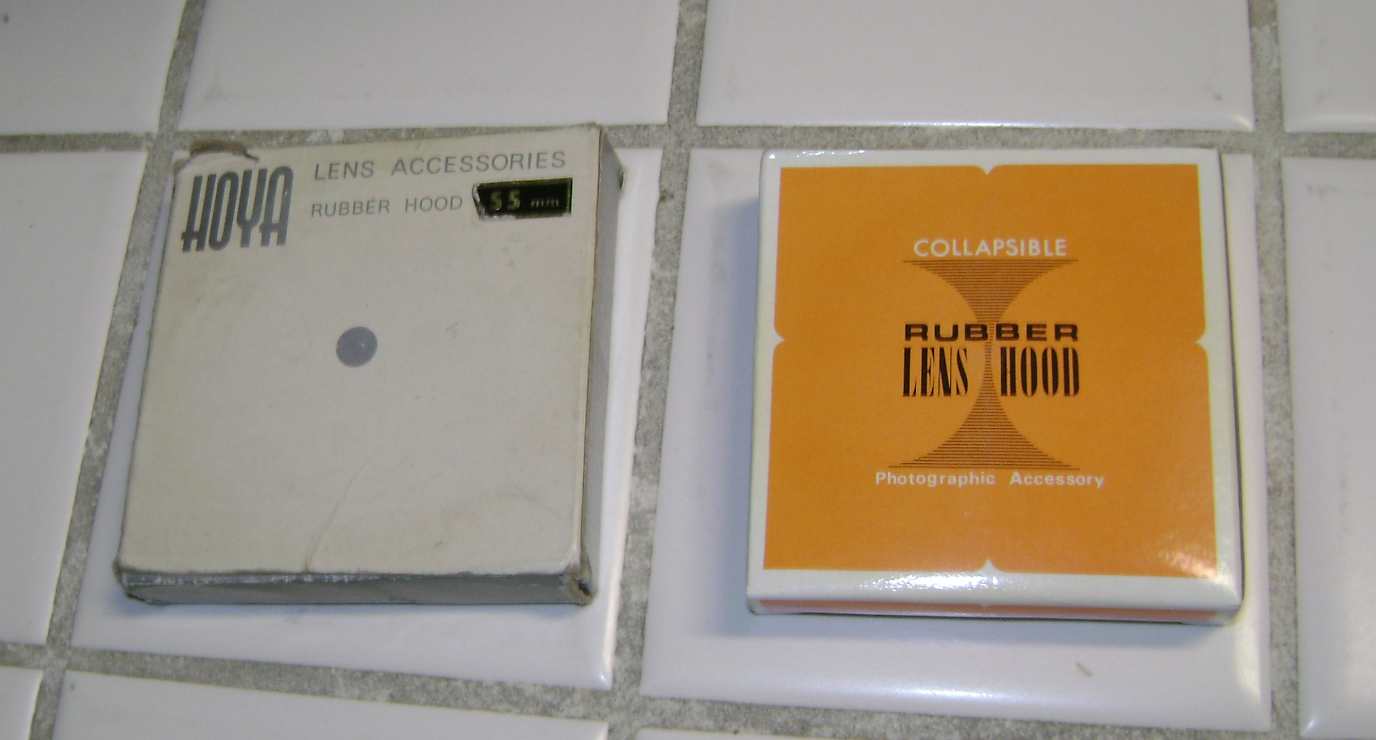 HOYA LENS ACCESSORIES
RUBBER HOOD 55 mm
COLLAPSIBLE
RUBBER
LENS HOOD
Photographic Accessory